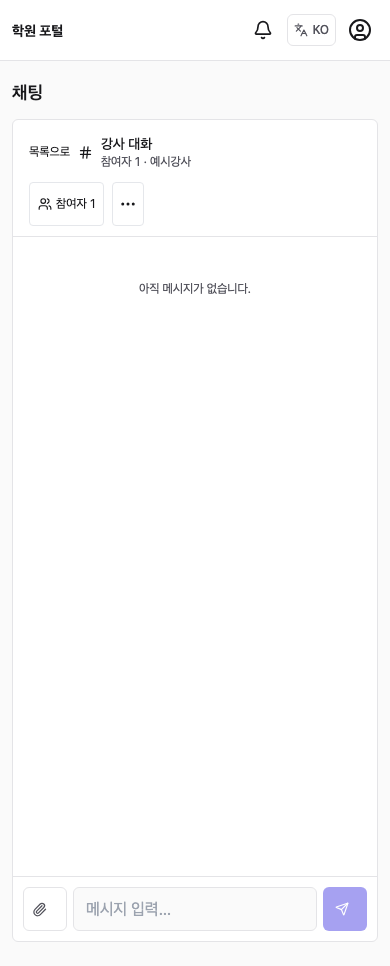 학원 포털
KO
채팅
목록으로
강사 대화
참여자 1 · 예시강사
참여자 1
아직 메시지가 없습니다.
메시지 입력...